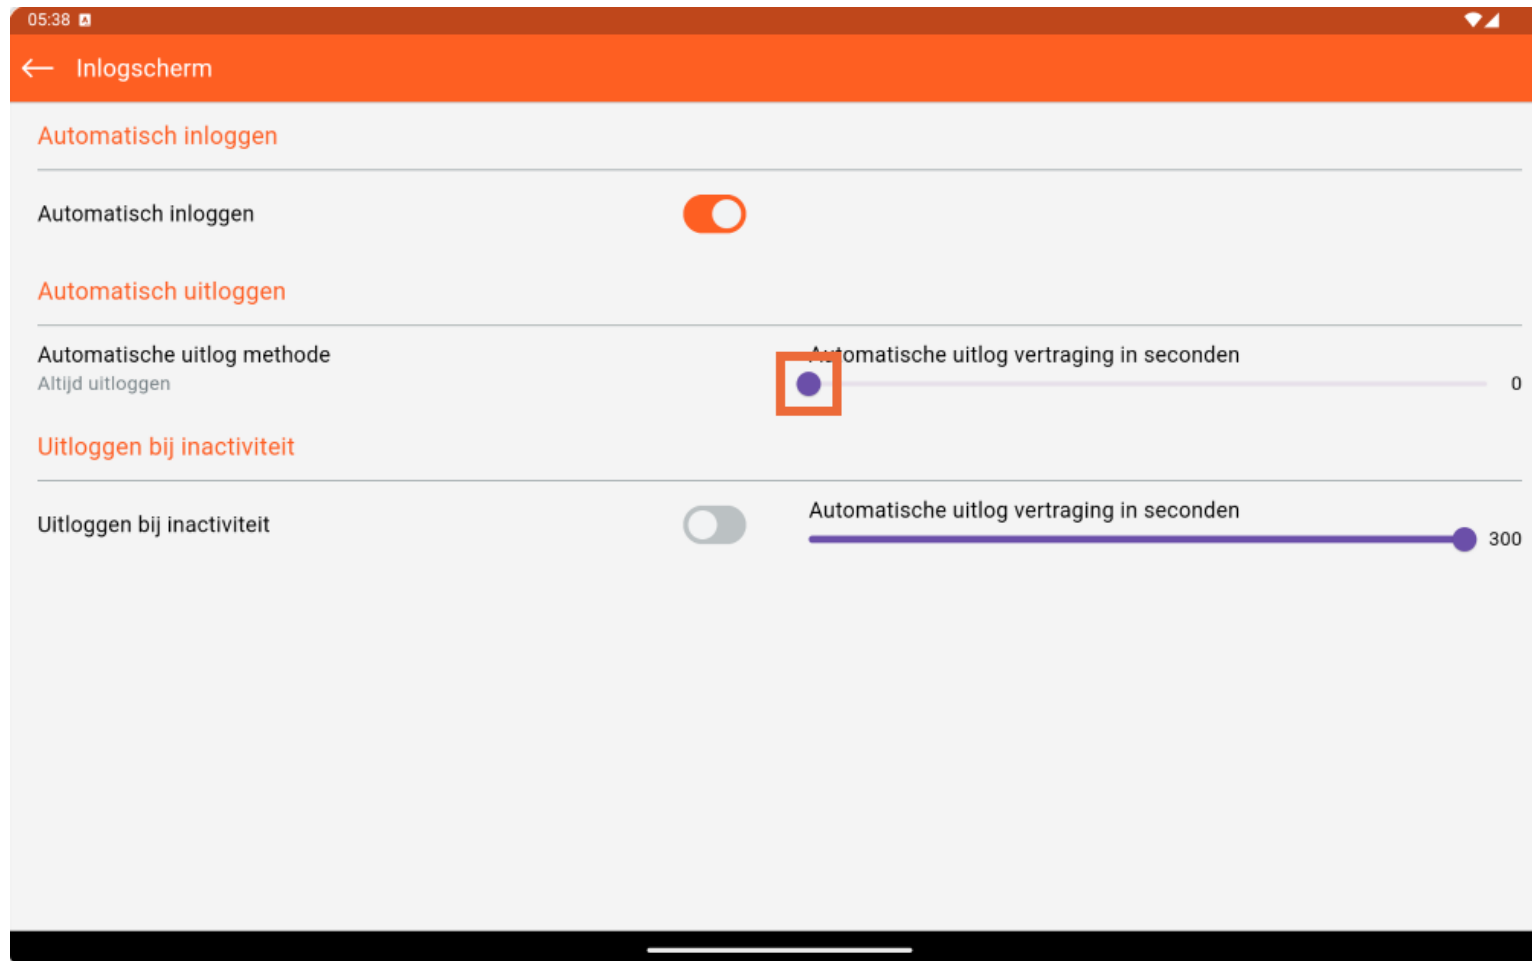 05:38
Inlogscherm
Automatisch inloggen
Automatisch inloggen
Automatisch uitloggen
Automatische uitlog methode
Altijd uitloggen
Automatische uitlog vertraging in seconden
0
Uitloggen bij inactiviteit
Uitloggen bij inactiviteit
Automatische uitlog vertraging in seconden
300